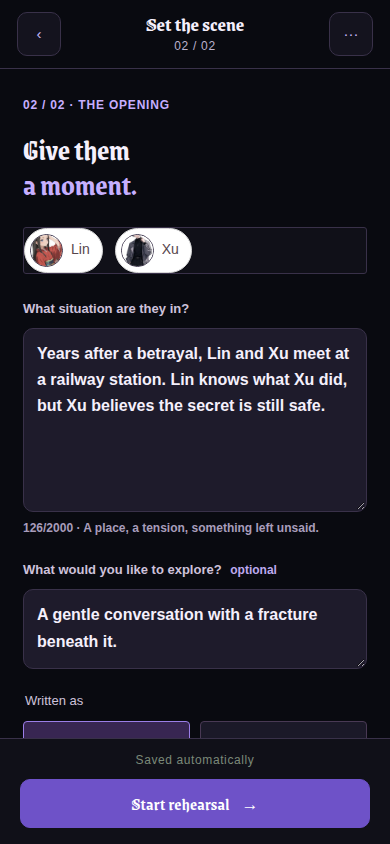 ‹
Set the scene
02 / 02
...
02 / 02 · THE OPENING
Give them
a moment.
Lin
Xu
What situation are they in?
Years after a betrayal, Lin and Xu meet at
a railway station. Lin knows what Xu did,
but Xu believes the secret is still safe.
126/2000 · A place, a tension, something left unsaid.
What would you like to explore? optional
A gentle conversation with a fracture
beneath it.
Written as
Saved automatically
Start rehearsal →